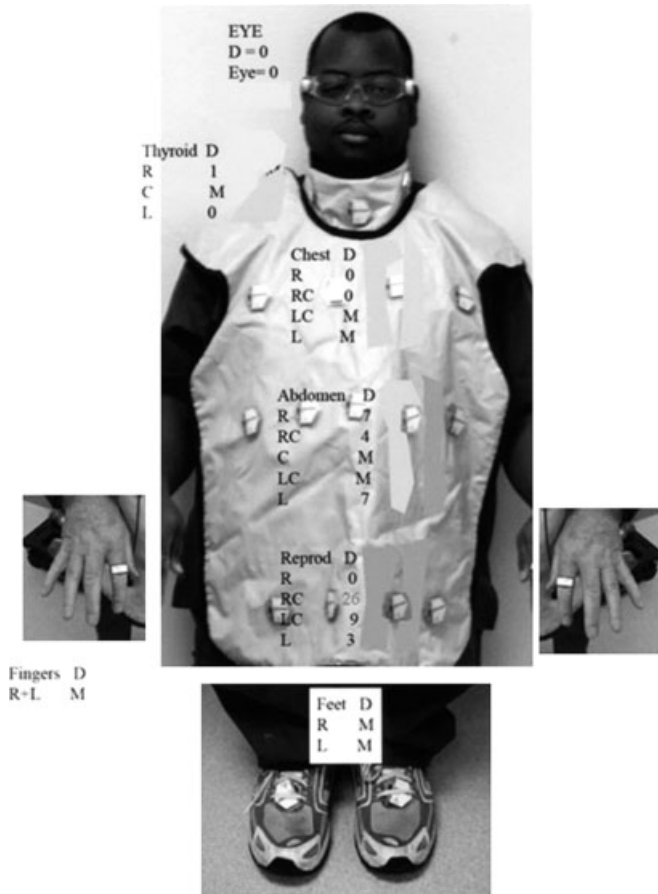 EYE
D = 0
Eye= 0
Thyroid D
R 1
C M
L 0
Chest D
R 0
RC 0
LC M
L M
Abdomen D
R 7
RC 4
C M
LC M
L 7
Reprod D
R 0
RC 26
LC 9
L 3
Fingers D
R+L M
Feet D
R M
L M